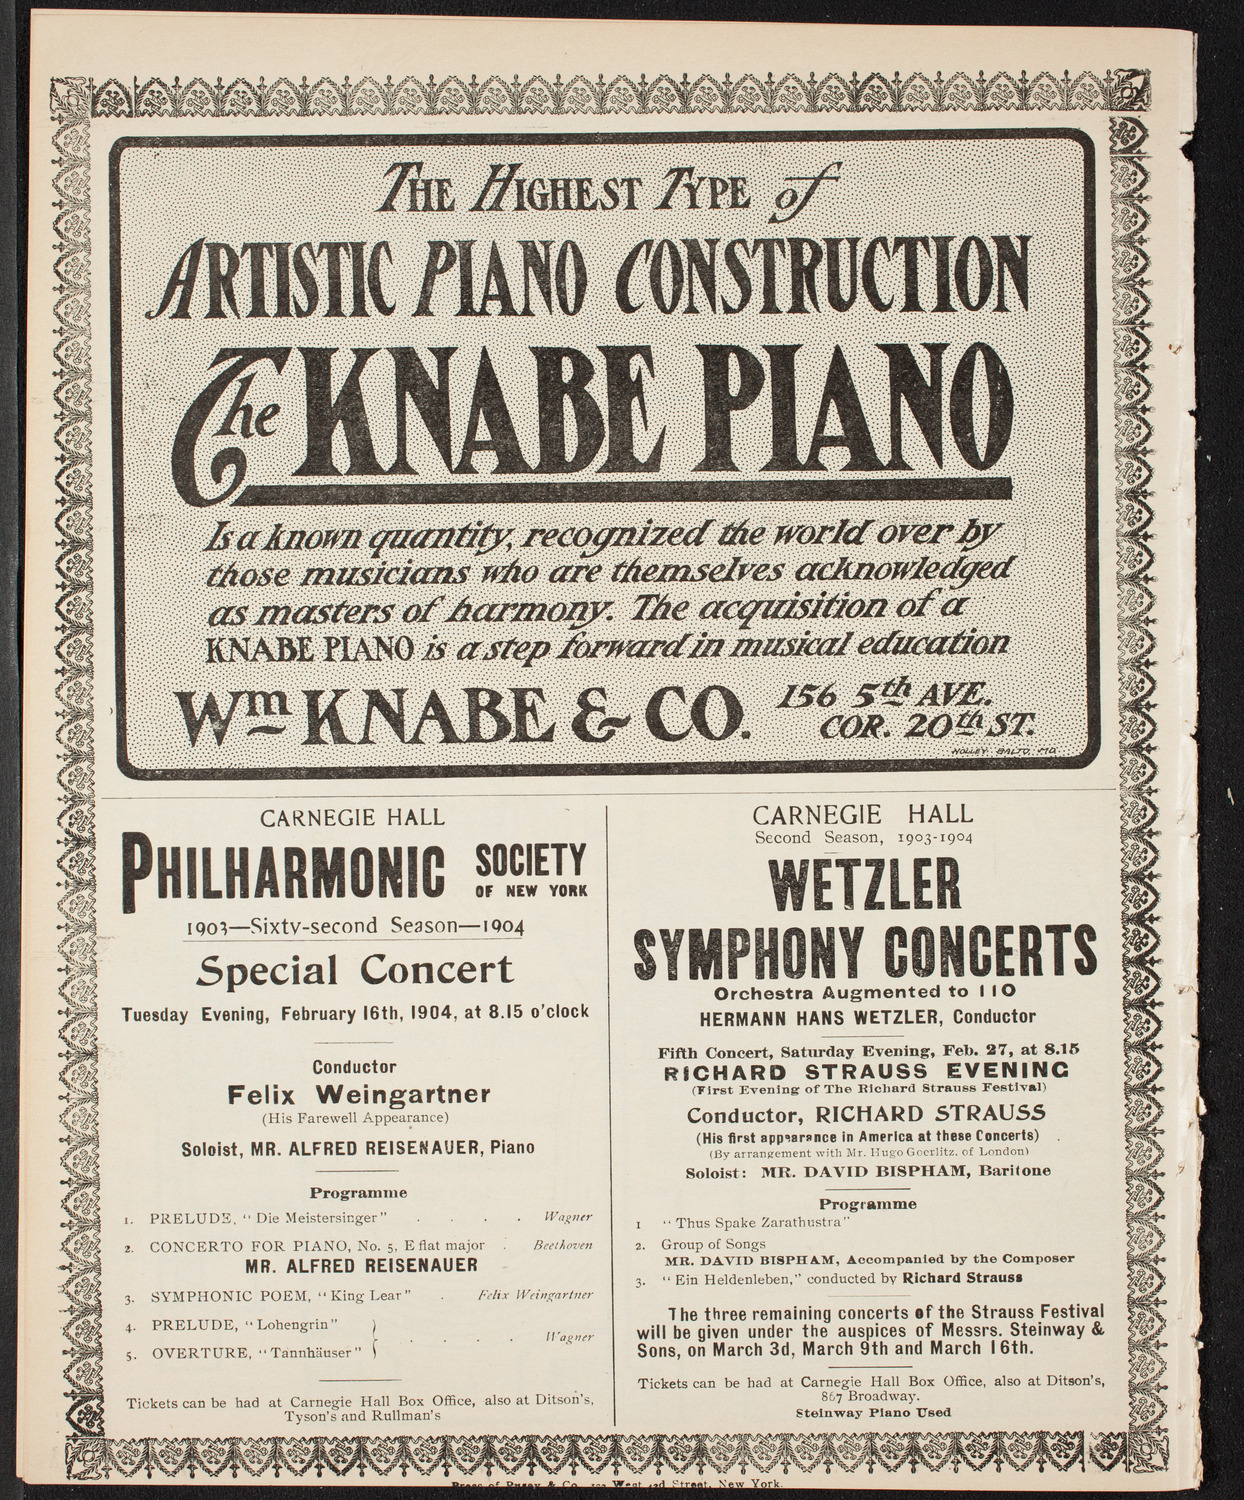 THE HIGHEST TYPE of
ARTISTIC PIANO CONSTRUCTION
The KNABE PIANO
Is a known quantity, recognized the world over by
those musicians who are themselves acknowledged
as masters of harmony. The acquisition of a
KNABE PIANO is a step forward in musical education
Wm KNABE & CO. 156 5th AVE.
COR. 20th ST.
HOLLEY BALTO. MD.
CARNEGIE HALL
PHILHARMONIC SOCIETY
OF NEW YORK
1903—Sixty-second Season—1904
Special Concert
Tuesday Evening, February 16th, 1904, at 8.15 o'clock
Conductor
Felix Weingartner
(His Farewell Appearance)
Soloist, MR. ALFRED REISENAUER, Piano
Programme
1. PRELUDE, "Die Meistersinger" . . . . Wagner
2. CONCERTO FOR PIANO, No. 5, E flat major Beethoven
MR. ALFRED REISENAUER
3. SYMPHONIC POEM, "King Lear" . Felix Weingartner
4. PRELUDE, "Lohengrin"
5. OVERTURE, "Tannhäuser" } . . . . Wagner
Tickets can be had at Carnegie Hall Box Office, also at Ditson's,
Tyson's and Rullman's
CARNEGIE HALL
Second Season, 1903-1904
WETZLER
SYMPHONY CONCERTS
Orchestra Augmented to 110
HERMANN HANS WETZLER, Conductor
Fifth Concert, Saturday Evening, Feb. 27, at 8.15
RICHARD STRAUSS EVENING
(First Evening of The Richard Strauss Festival)
Conductor, RICHARD STRAUSS
(His first appearance in America at these Concerts)
(By arrangement with Mr. Hugo Goerlitz, of London)
Soloist: MR. DAVID BISPHAM, Baritone
Programme
1 "Thus Spake Zarathustra"
2. Group of Songs
MR. DAVID BISPHAM, Accompanied by the Composer
3. "Ein Heldenleben," conducted by Richard Strauss
The three remaining concerts of the Strauss Festival
will be given under the auspices of Messrs. Steinway &
Sons, on March 3d, March 9th and March 16th.
Tickets can be had at Carnegie Hall Box Office, also at Ditson's,
867 Broadway.
Steinway Piano Used
Press of Pusey & Co. West 42d Street, New York.